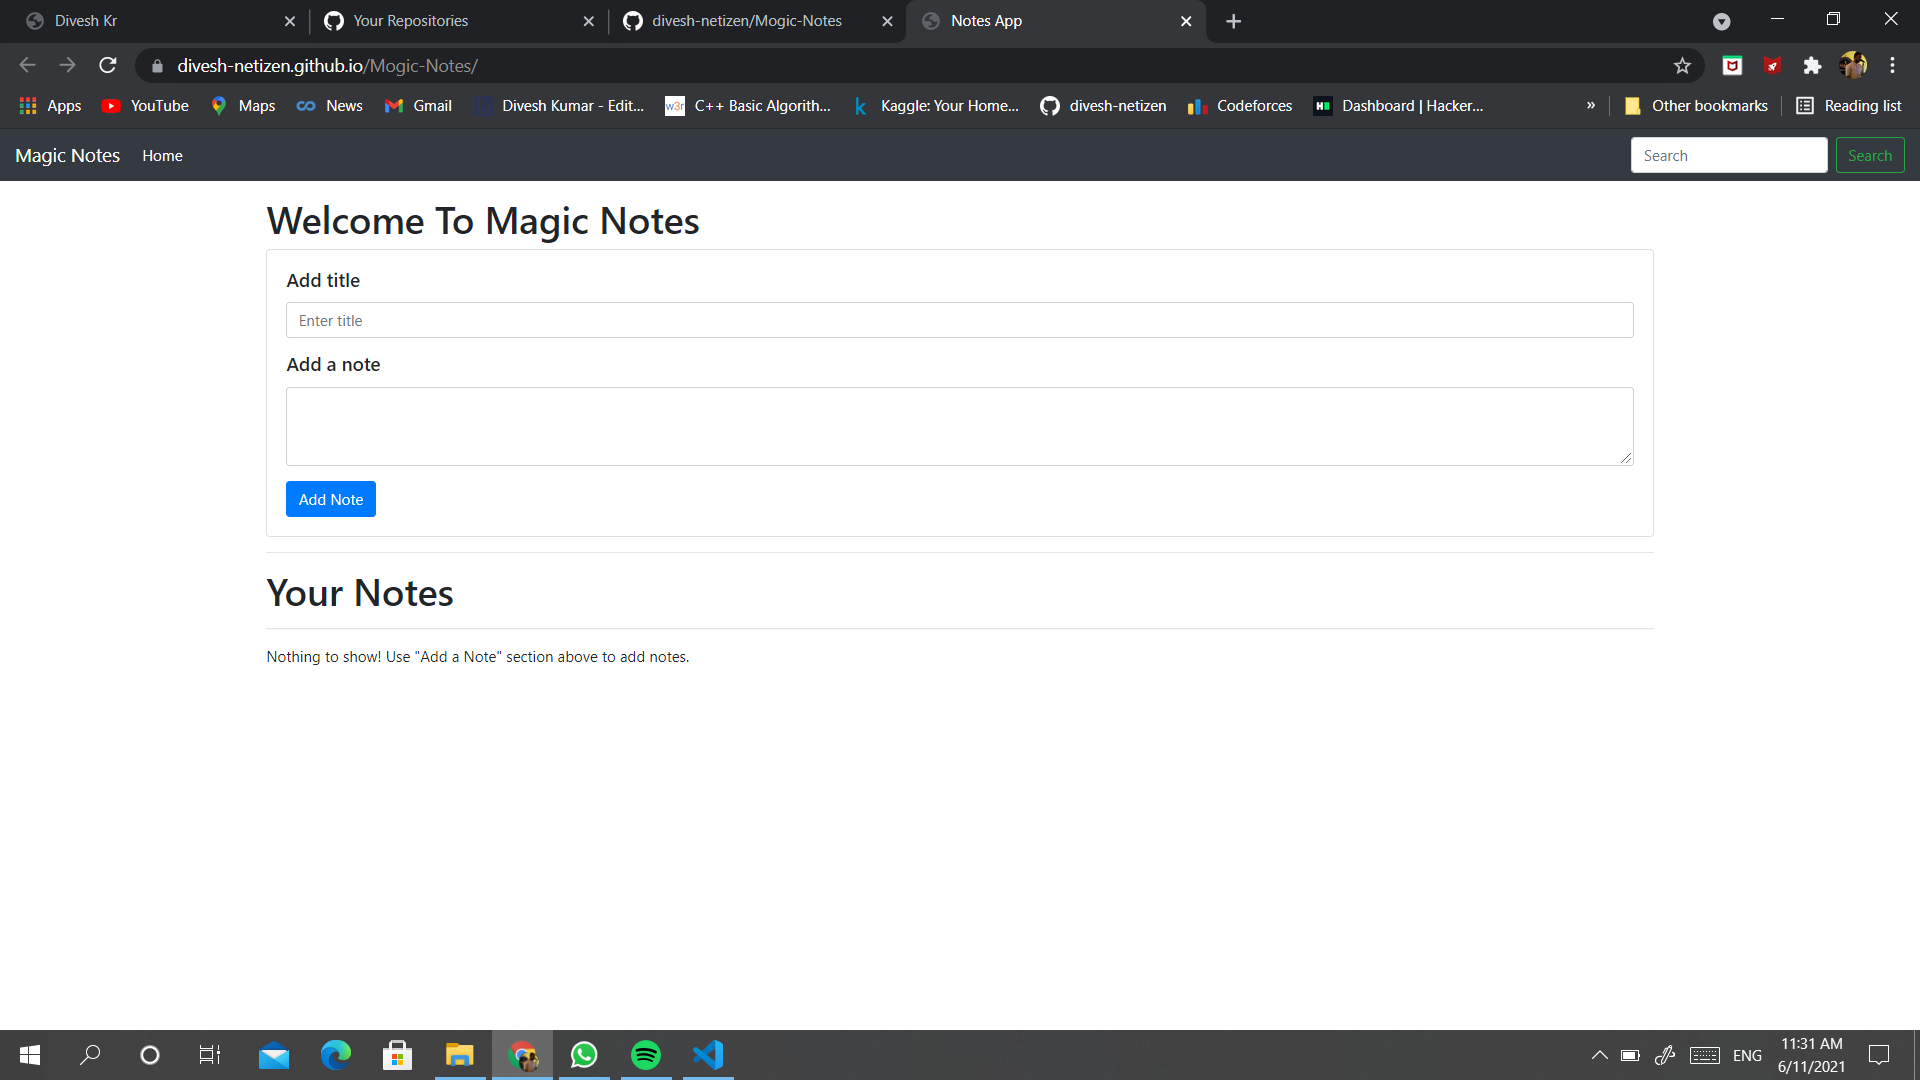 Divesh Kr
Your Repositories
divesh-netizen/Mogic-Notes
Notes App
divesh-netizen.github.io/Mogic-Notes/
Apps
YouTube
Maps
News
Gmail
Divesh Kumar - Edit...
w3r
C++ Basic Algorith...
k
Kaggle: Your Home...
divesh-netizen
Codeforces
H
Dashboard | Hacker...
»
Other bookmarks
Reading list
Magic Notes
Home
Search
Search
Welcome To Magic Notes
Add title
Enter title
Add a note
Add Note
Your Notes
Nothing to show! Use "Add a Note" section above to add notes.
ENG
11:31 AM
6/11/2021